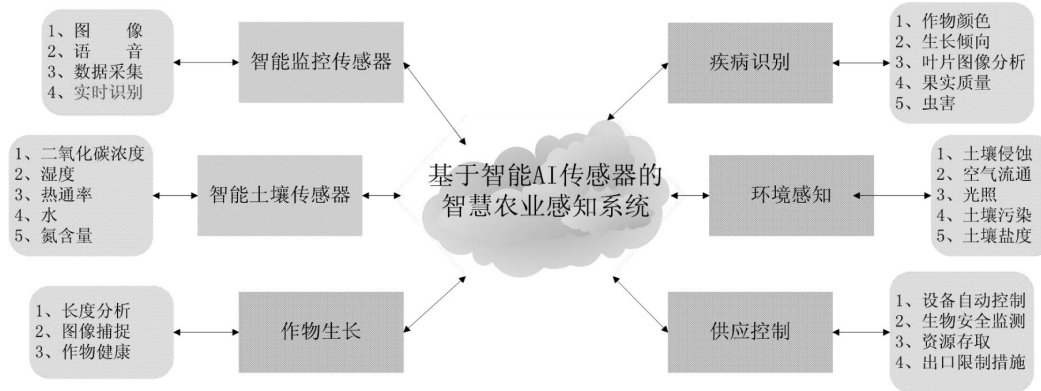 1、图 像
2、语 音
3、数据采集
4、实时识别
智能监控传感器
1、二氧化碳浓度
2、湿度
3、热通率
4、水
5、氮含量
智能土壤传感器
1、长度分析
2、图像捕捉
3、作物健康
作物生长
基于智能AI传感器的
智慧农业感知系统
疾病识别
1、作物颜色
2、生长倾向
3、叶片图像分析
4、果实质量
5、虫害
环境感知
1、土壤侵蚀
2、空气流通
3、光照
4、土壤污染
5、土壤盐度
供应控制
1、设备自动控制
2、生物安全监测
3、资源存取
4、出口限制措施